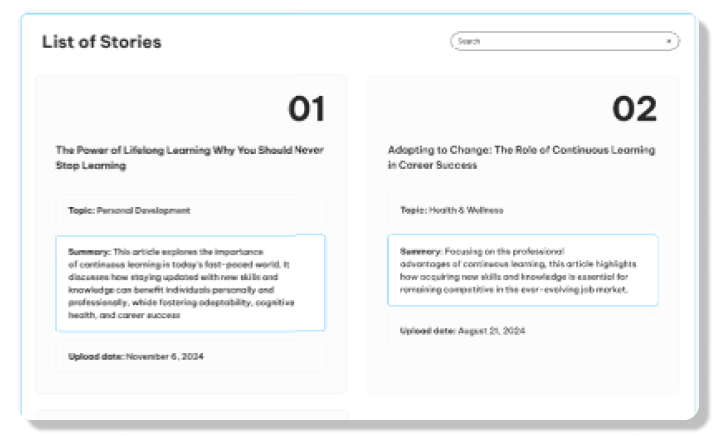 List of Stories
Search
01
The Power of Lifelong Learning Why You Should Never
Stop Learning
Topic: Personal Development
Summary: This article explores the importance
of continuous learning in today's fast-paced world. It
discusses how staying updated with new skills and
knowledge can benefit individuals personally and
professionally, while fostering adaptability, cognitive
health, and career success
Upload date: November 6, 2024
02
Adapting to Change: The Role of Continuous Learning
in Career Success
Topic: Health & Wellness
Summary: Focusing on the professional
advantages of continuous learning, this article highlights
how acquiring new skills and knowledge is essential for
remaining competitive in the ever-evolving job market.
Upload date: August 21, 2024